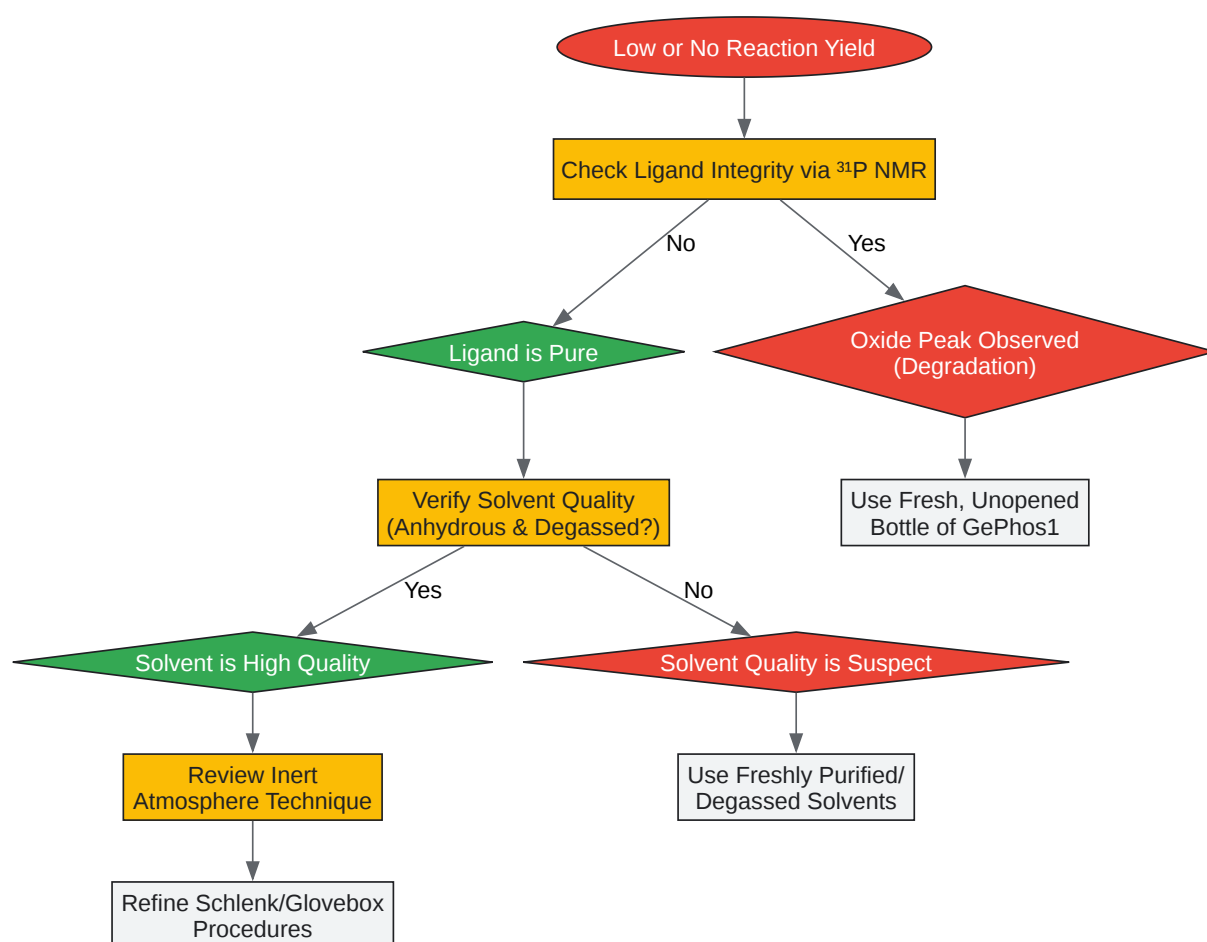 Low or No Reaction Yield
Check Ligand Integrity via ³¹P NMR
No
Yes
Ligand is Pure
Oxide Peak Observed
(Degradation)
Verify Solvent Quality
(Anhydrous & Degassed?)
Use Fresh, Unopened
Bottle of GePhos1
Yes
No
Solvent is High Quality
Solvent Quality is Suspect
Review Inert
Atmosphere Technique
Use Freshly Purified/
Degassed Solvents
Refine Schlenk/Glovebox
Procedures